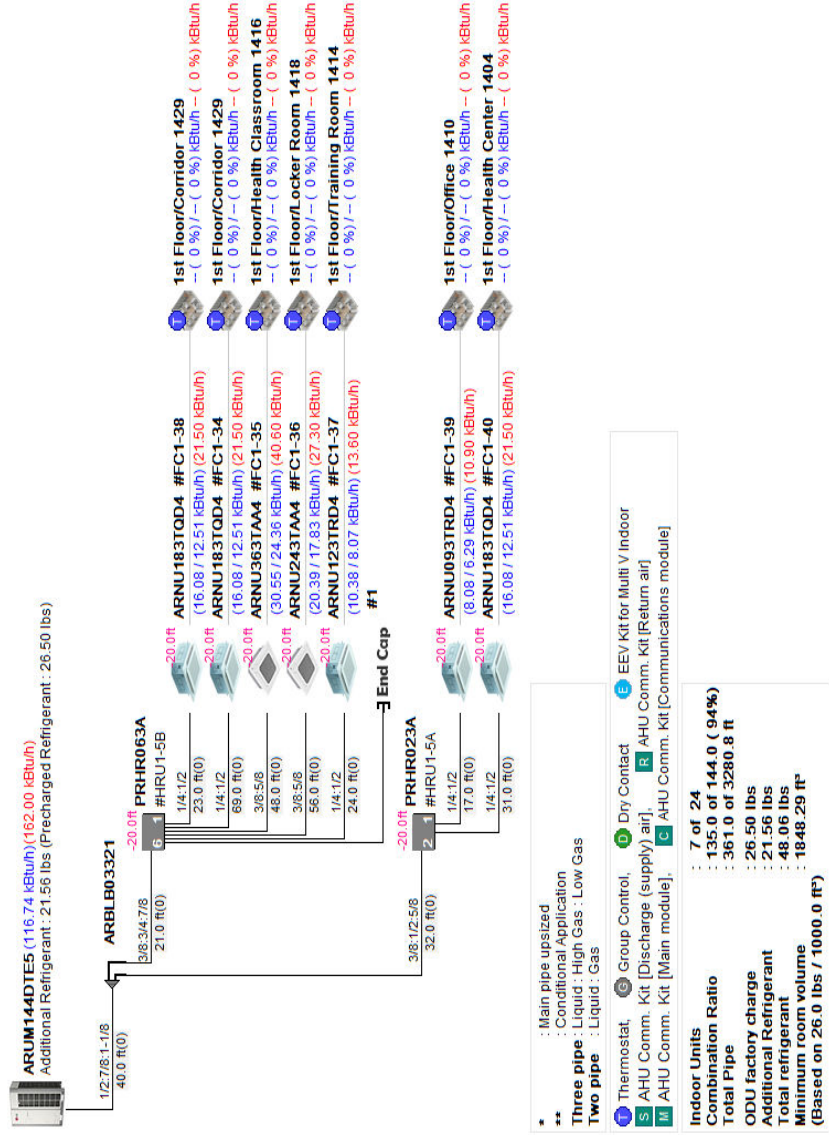 ARUM144DTE5 (116.74 kBtu/h)(162.00 kBtu/h)
Additional Refrigerant : 21.56 lbs (Precharged Refrigerant : 26.50 lbs)
1/2:7/8:1-1/8
40.0 ft(0)
ARBLB03321
3/8:3/4:7/8
21.0 ft(0)
-20.0ft
PRHR063A
#HRU1-5B
6 1
1/4:1/2
23.0 ft(0)
-20.0ft
ARNU183TQD4 #FC1-38
(16.08 / 12.51 kBtu/h) (21.50 kBtu/h)
T
1st Floor/Corridor 1429
-- ( 0 %) / -- ( 0 %) kBtu/h -- ( 0 %) kBtu/h
1/4:1/2
69.0 ft(0)
-20.0ft
ARNU183TQD4 #FC1-34
(16.08 / 12.51 kBtu/h) (21.50 kBtu/h)
T
1st Floor/Corridor 1429
-- ( 0 %) / -- ( 0 %) kBtu/h -- ( 0 %) kBtu/h
3/8:5/8
48.0 ft(0)
-20.0ft
ARNU363TAA4 #FC1-35
(30.55 / 24.36 kBtu/h) (40.60 kBtu/h)
T
1st Floor/Health Classroom 1416
-- ( 0 %) / -- ( 0 %) kBtu/h -- ( 0 %) kBtu/h
3/8:5/8
56.0 ft(0)
-20.0ft
ARNU243TAA4 #FC1-36
(20.39 / 17.83 kBtu/h) (27.30 kBtu/h)
T
1st Floor/Locker Room 1418
-- ( 0 %) / -- ( 0 %) kBtu/h -- ( 0 %) kBtu/h
1/4:1/2
24.0 ft(0)
-20.0ft
ARNU123TRD4 #FC1-37
(10.38 / 8.07 kBtu/h) (13.60 kBtu/h)
T
1st Floor/Training Room 1414
-- ( 0 %) / -- ( 0 %) kBtu/h -- ( 0 %) kBtu/h
#1
End Cap
3/8:1/2:5/8
32.0 ft(0)
-20.0ft
PRHR023A
#HRU1-5A
2 1
1/4:1/2
17.0 ft(0)
-20.0ft
ARNU093TRD4 #FC1-39
(8.08 / 6.29 kBtu/h) (10.90 kBtu/h)
T
1st Floor/Office 1410
-- ( 0 %) / -- ( 0 %) kBtu/h -- ( 0 %) kBtu/h
1/4:1/2
31.0 ft(0)
-20.0ft
ARNU183TQD4 #FC1-40
(16.08 / 12.51 kBtu/h) (21.50 kBtu/h)
T
1st Floor/Health Center 1404
-- ( 0 %) / -- ( 0 %) kBtu/h -- ( 0 %) kBtu/h
* : Main pipe upsized
** : Conditional Application
Three pipe : Liquid : High Gas : Low Gas
Two pipe : Liquid : Gas
T Thermostat, G Group Control, D Dry Contact E EEV Kit for Multi V Indoor
S AHU Comm. Kit [Discharge (supply) air], R AHU Comm. Kit [Return air]
M AHU Comm. Kit [Main module], C AHU Comm. Kit [Communications module]
Indoor Units : 7 of 24
Combination Ratio : 135.0 of 144.0 ( 94%)
Total Pipe : 361.0 of 3280.8 ft
ODU factory charge : 26.50 lbs
Additional Refrigerant : 21.56 lbs
Total refrigerant : 48.06 lbs
Minimum room volume : 1848.29 ft³
(Based on 26.0 lbs / 1000.0 ft³)